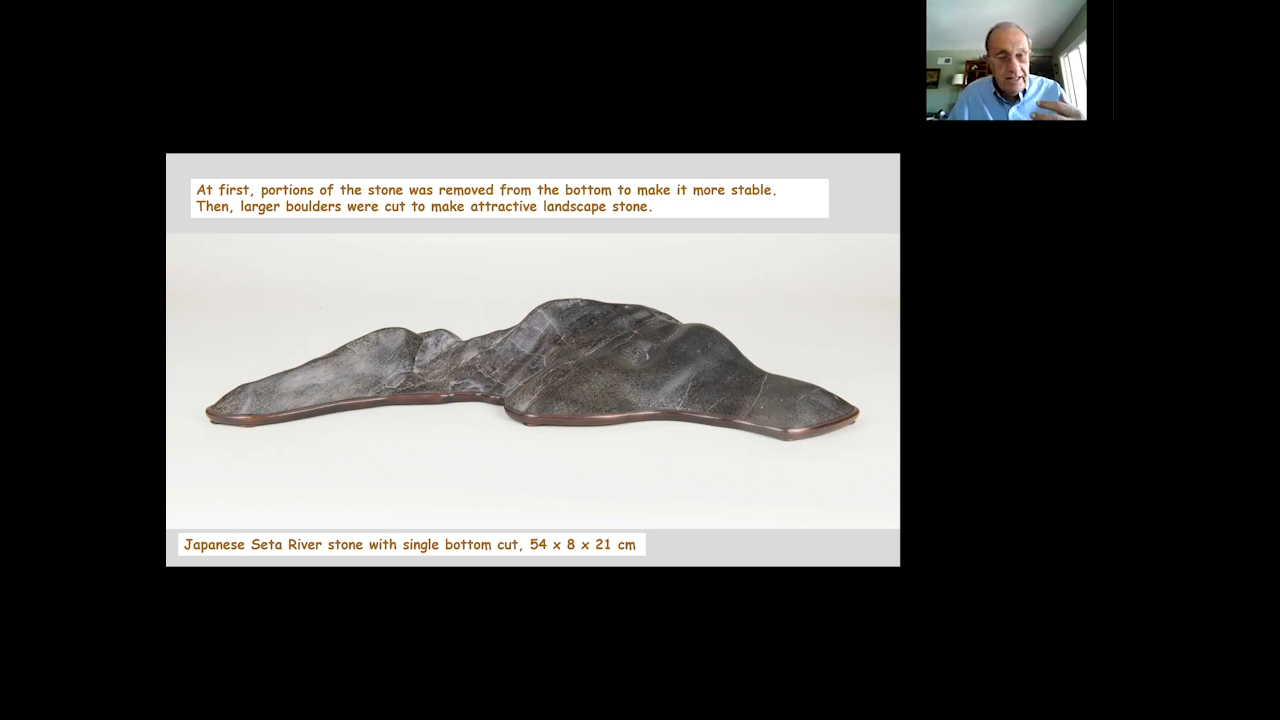 At first, portions of the stone was removed from the bottom to make it more stable.
Then, larger boulders were cut to make attractive landscape stone.
Japanese Seta River stone with single bottom cut, 54 x 8 x 21 cm